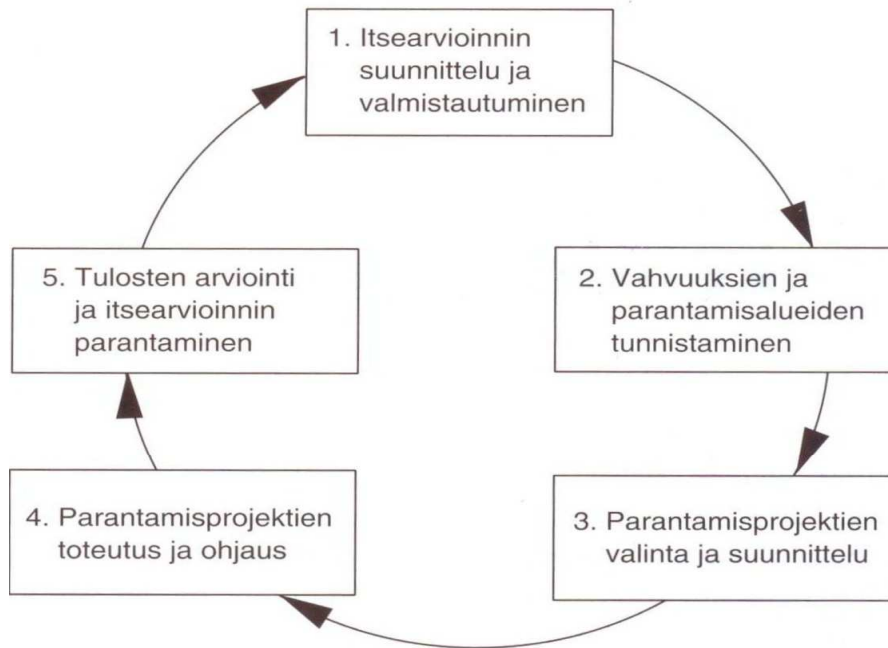 1. Itsearvioinnin
suunnittelu ja
valmistautuminen
2. Vahvuuksien ja
parantamisalueiden
tunnistaminen
3. Parantamisprojektien
valinta ja suunnittelu
4. Parantamisprojektien
toteutus ja ohjaus
5. Tulosten arviointi
ja itsearvioinnin
parantaminen